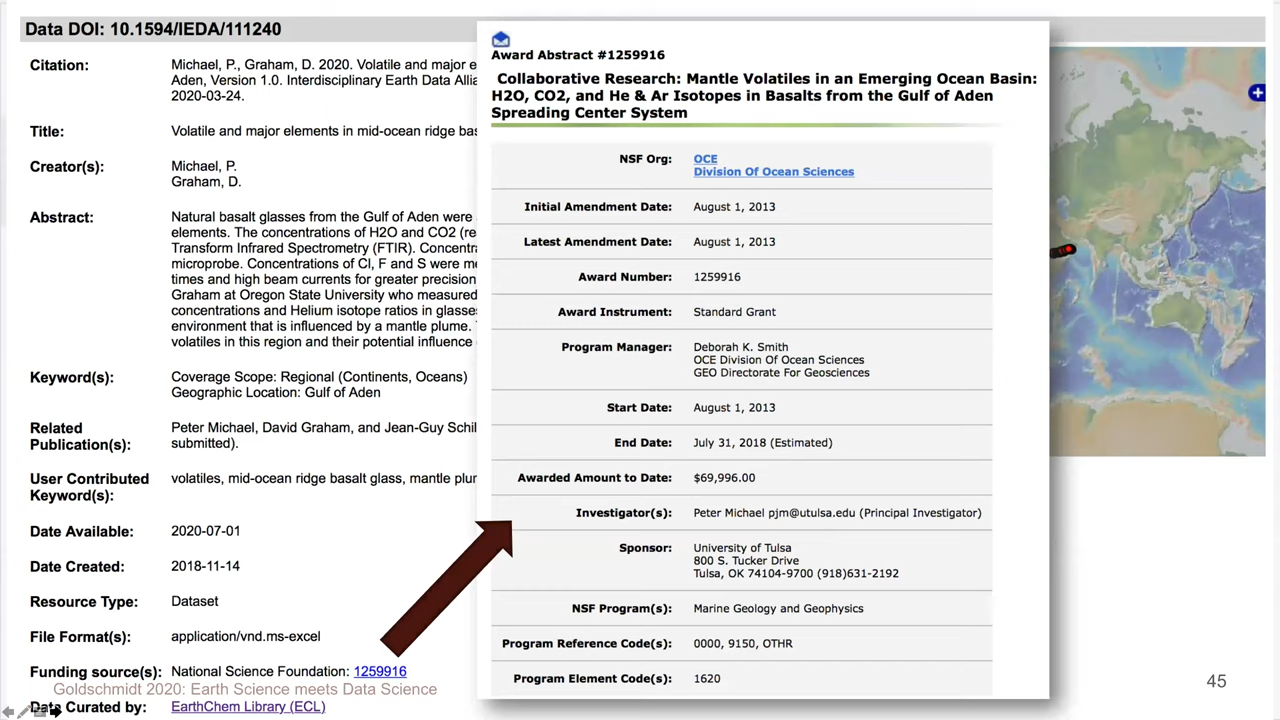 Data DOI: 10.1594/IEDA/111240
Citation:
Michael, P., Graham, D. 2020. Volatile and major e
Aden, Version 1.0. Interdisciplinary Earth Data Allia
2020-03-24.
Title:
Volatile and major elements in mid-ocean ridge bas
Creator(s):
Michael, P.
Graham, D.
Abstract:
Natural basalt glasses from the Gulf of Aden were
elements. The concentrations of H2O and CO2 (re
Transform Infrared Spectrometry (FTIR). Concentra
microprobe. Concentrations of Cl, F and S were me
times and high beam currents for greater precision
Graham at Oregon State University who measured
concentrations and Helium isotope ratios in glasses
environment that is influenced by a mantle plume.
volatiles in this region and their potential influence
Keyword(s):
Coverage Scope: Regional (Continents, Oceans)
Geographic Location: Gulf of Aden
Related
Publication(s):
Peter Michael, David Graham, and Jean-Guy Schil
submitted).
User Contributed
Keyword(s):
volatiles, mid-ocean ridge basalt glass, mantle plum
Date Available:
2020-07-01
Date Created:
2018-11-14
Resource Type:
Dataset
File Format(s):
application/vnd.ms-excel
Funding source(s):
National Science Foundation: 1259916
Goldschmidt 2020: Earth Science meets Data Science
Data Curated by:
EarthChem Library (ECL)
Award Abstract #1259916
Collaborative Research: Mantle Volatiles in an Emerging Ocean Basin:
H2O, CO2, and He & Ar Isotopes in Basalts from the Gulf of Aden
Spreading Center System
NSF Org:
OCE
Division Of Ocean Sciences
Initial Amendment Date:
August 1, 2013
Latest Amendment Date:
August 1, 2013
Award Number:
1259916
Award Instrument:
Standard Grant
Program Manager:
Deborah K. Smith
OCE Division Of Ocean Sciences
GEO Directorate For Geosciences
Start Date:
August 1, 2013
End Date:
July 31, 2018 (Estimated)
Awarded Amount to Date:
$69,996.00
Investigator(s):
Peter Michael pjm@utulsa.edu (Principal Investigator)
Sponsor:
University of Tulsa
800 S. Tucker Drive
Tulsa, OK 74104-9700 (918)631-2192
NSF Program(s):
Marine Geology and Geophysics
Program Reference Code(s):
0000, 9150, OTHR
Program Element Code(s):
1620
45